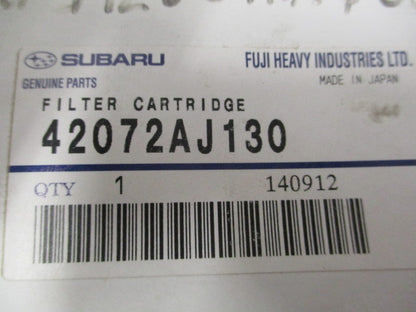 SUBARU
FUJI HEAVY INDUSTRIES LTD.
GENUINE PARTS
MADE IN JAPAN
FILTER CARTRIDGE
42072AJ130
QTY 1 140912